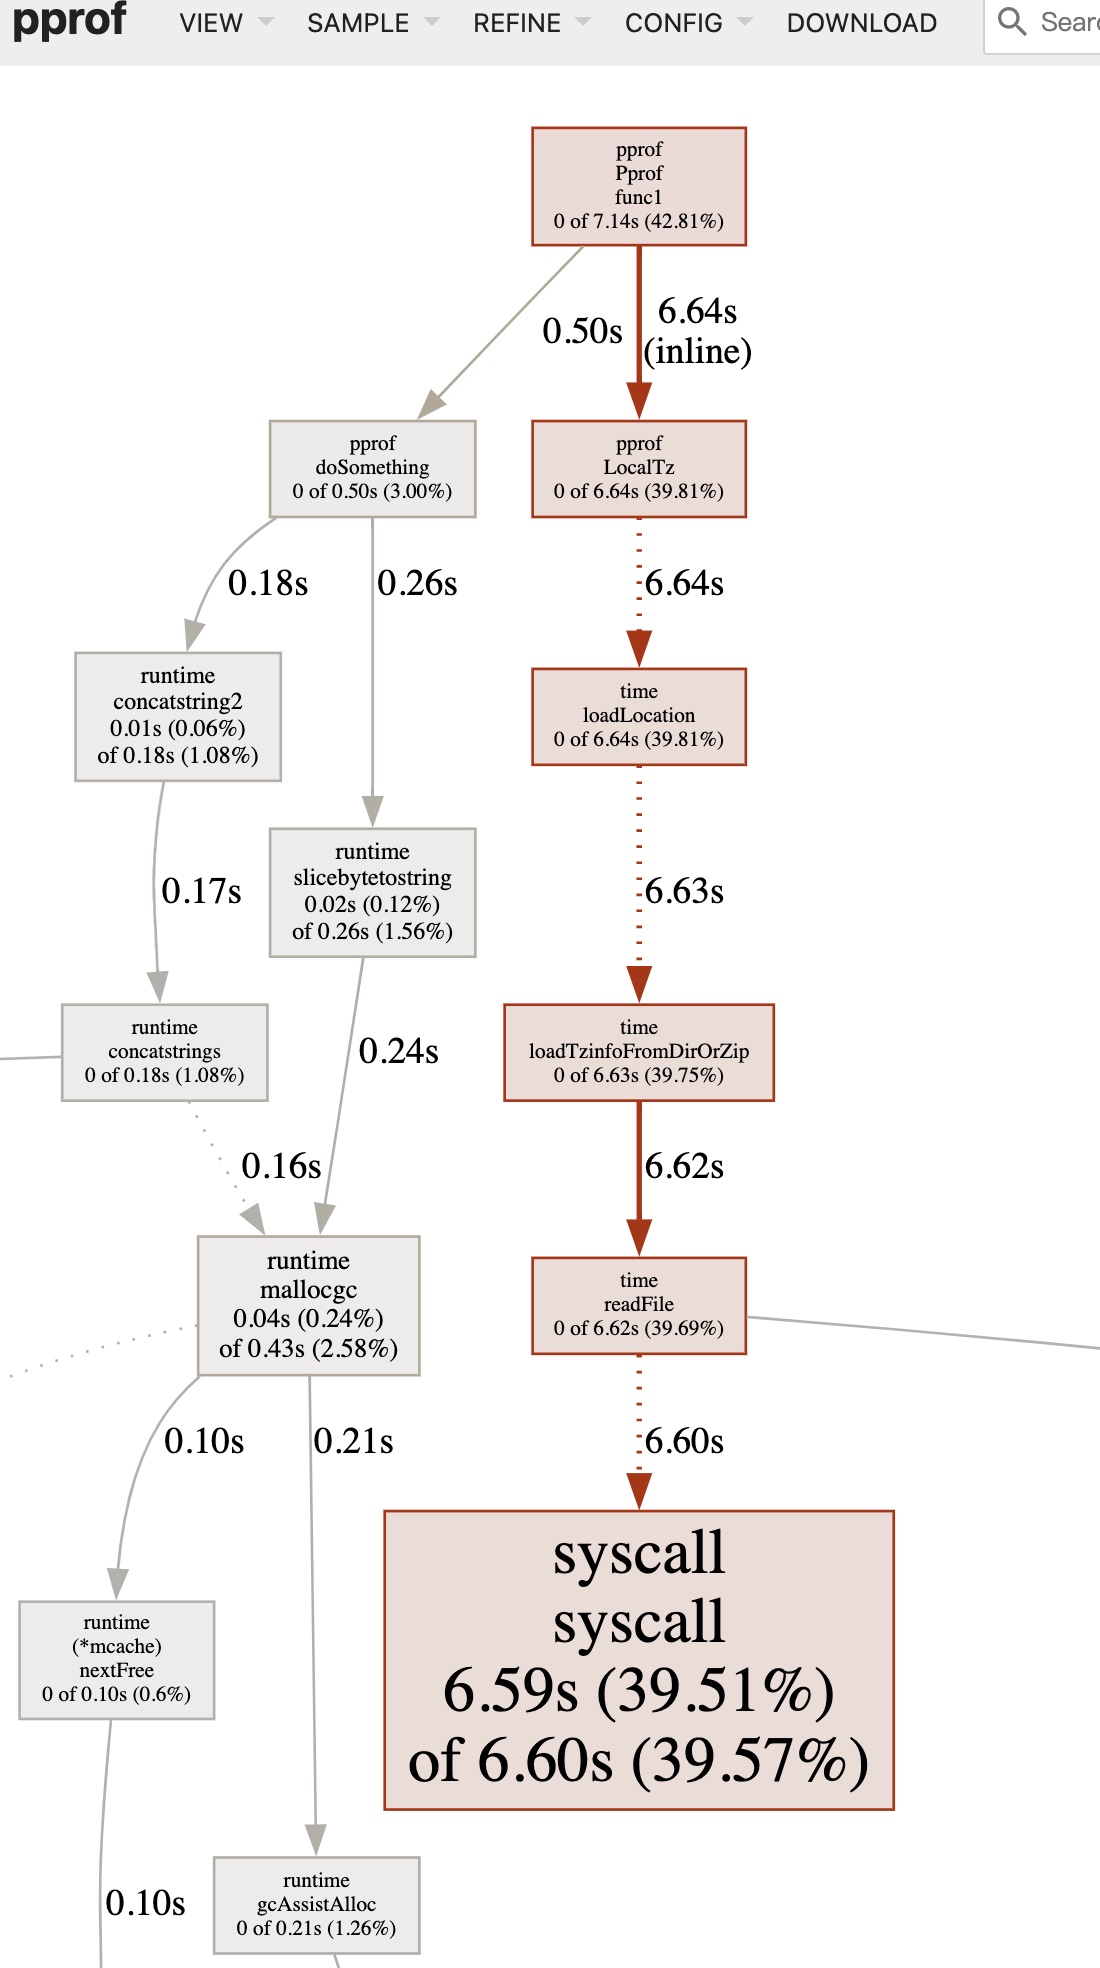 pprof VIEW SAMPLE REFINE CONFIG DOWNLOAD
pprof
Pprof
func1
0 of 7.14s (42.81%)
0.50s
6.64s
(inline)
pprof
doSomething
0 of 0.50s (3.00%)
pprof
LocalTz
0 of 6.64s (39.81%)
0.18s
0.26s
6.64s
runtime
concatstring2
0.01s (0.06%)
of 0.18s (1.08%)
time
loadLocation
0 of 6.64s (39.81%)
0.17s
runtime
slicebytetostring
0.02s (0.12%)
of 0.26s (1.56%)
6.63s
runtime
concatstrings
0 of 0.18s (1.08%)
0.24s
time
loadTzinfoFromDirOrZip
0 of 6.63s (39.75%)
0.16s
6.62s
runtime
mallocgc
0.04s (0.24%)
of 0.43s (2.58%)
time
readFile
0 of 6.62s (39.69%)
0.10s
0.21s
6.60s
syscall
syscall
6.59s (39.51%)
of 6.60s (39.57%)
runtime
(*mcache)
nextFree
0 of 0.10s (0.6%)
0.10s
runtime
gcAssistAlloc
0 of 0.21s (1.26%)